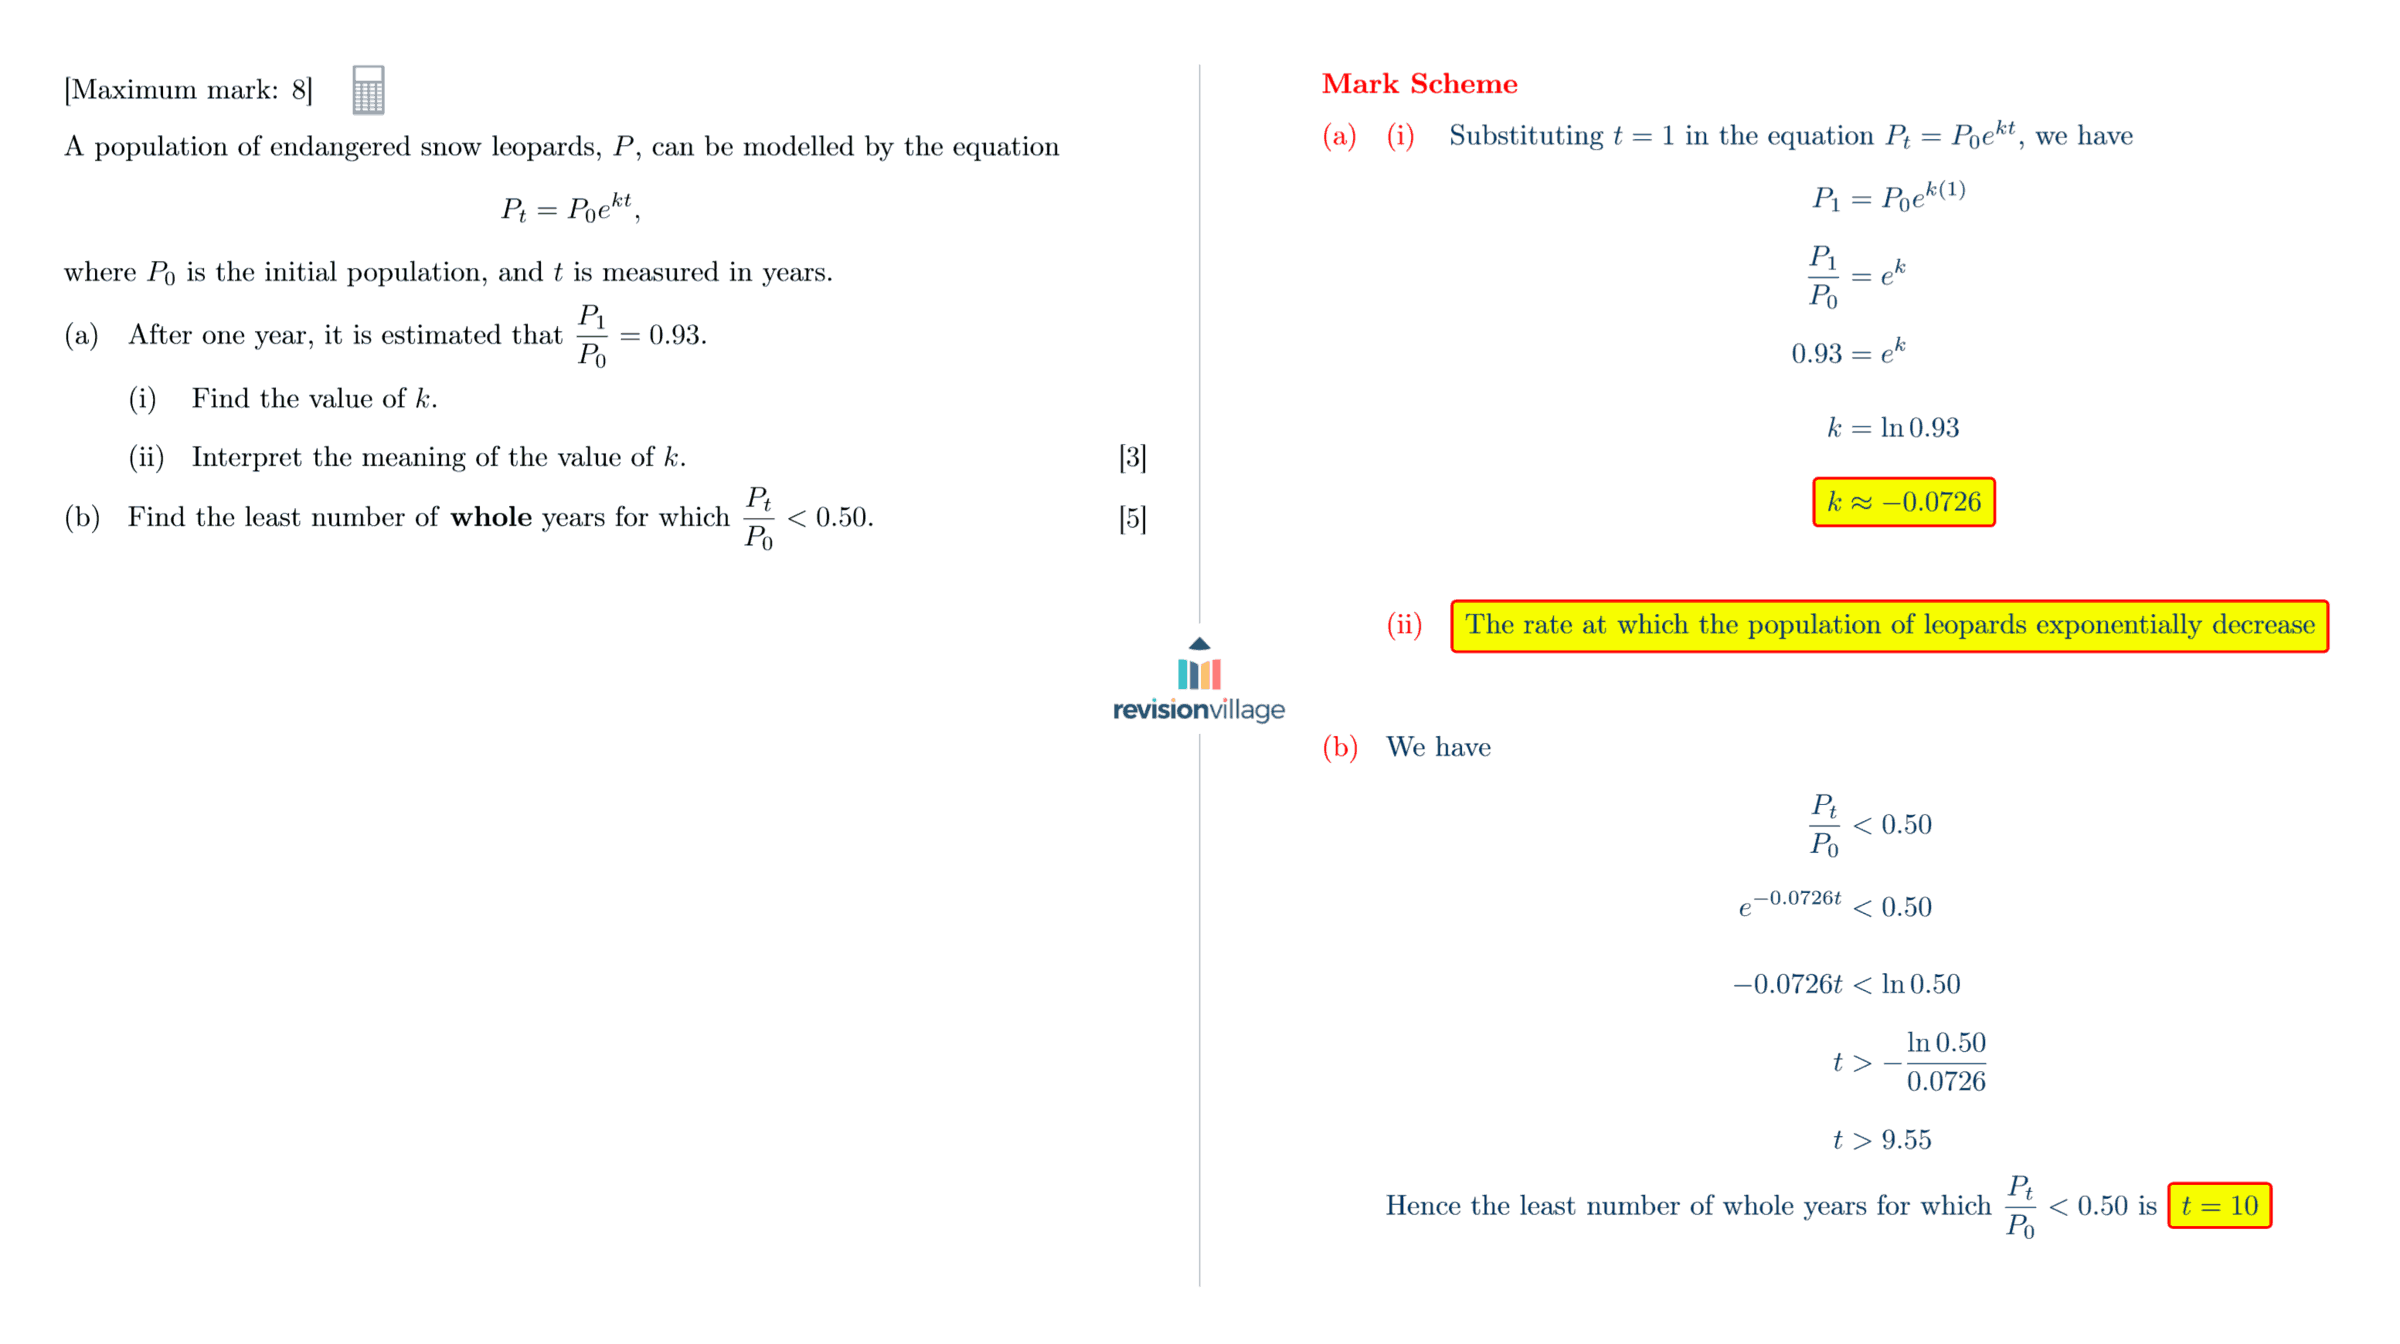 [Maximum mark: 8]
A population of endangered snow leopards, P, can be modelled by the equation
P_t = P_0e^{kt},
where P_0 is the initial population, and t is measured in years.
(a) After one year, it is estimated that \frac{P_1}{P_0} = 0.93.
(i) Find the value of k.
(ii) Interpret the meaning of the value of k. [3]
(b) Find the least number of whole years for which \frac{P_t}{P_0} < 0.50. [5]
revisionvillage
Mark Scheme
(a) (i) Substituting t = 1 in the equation P_t = P_0e^{kt}, we have
P_1 = P_0e^{k(1)}
\frac{P_1}{P_0} = e^k
0.93 = e^k
k = ln 0.93
k ≈ −0.0726
(ii) The rate at which the population of leopards exponentially decrease
(b) We have
\frac{P_t}{P_0} < 0.50
e^{−0.0726t} < 0.50
−0.0726t < ln 0.50
t > −\frac{ln 0.50}{0.0726}
t > 9.55
Hence the least number of whole years for which \frac{P_t}{P_0} < 0.50 is t = 10